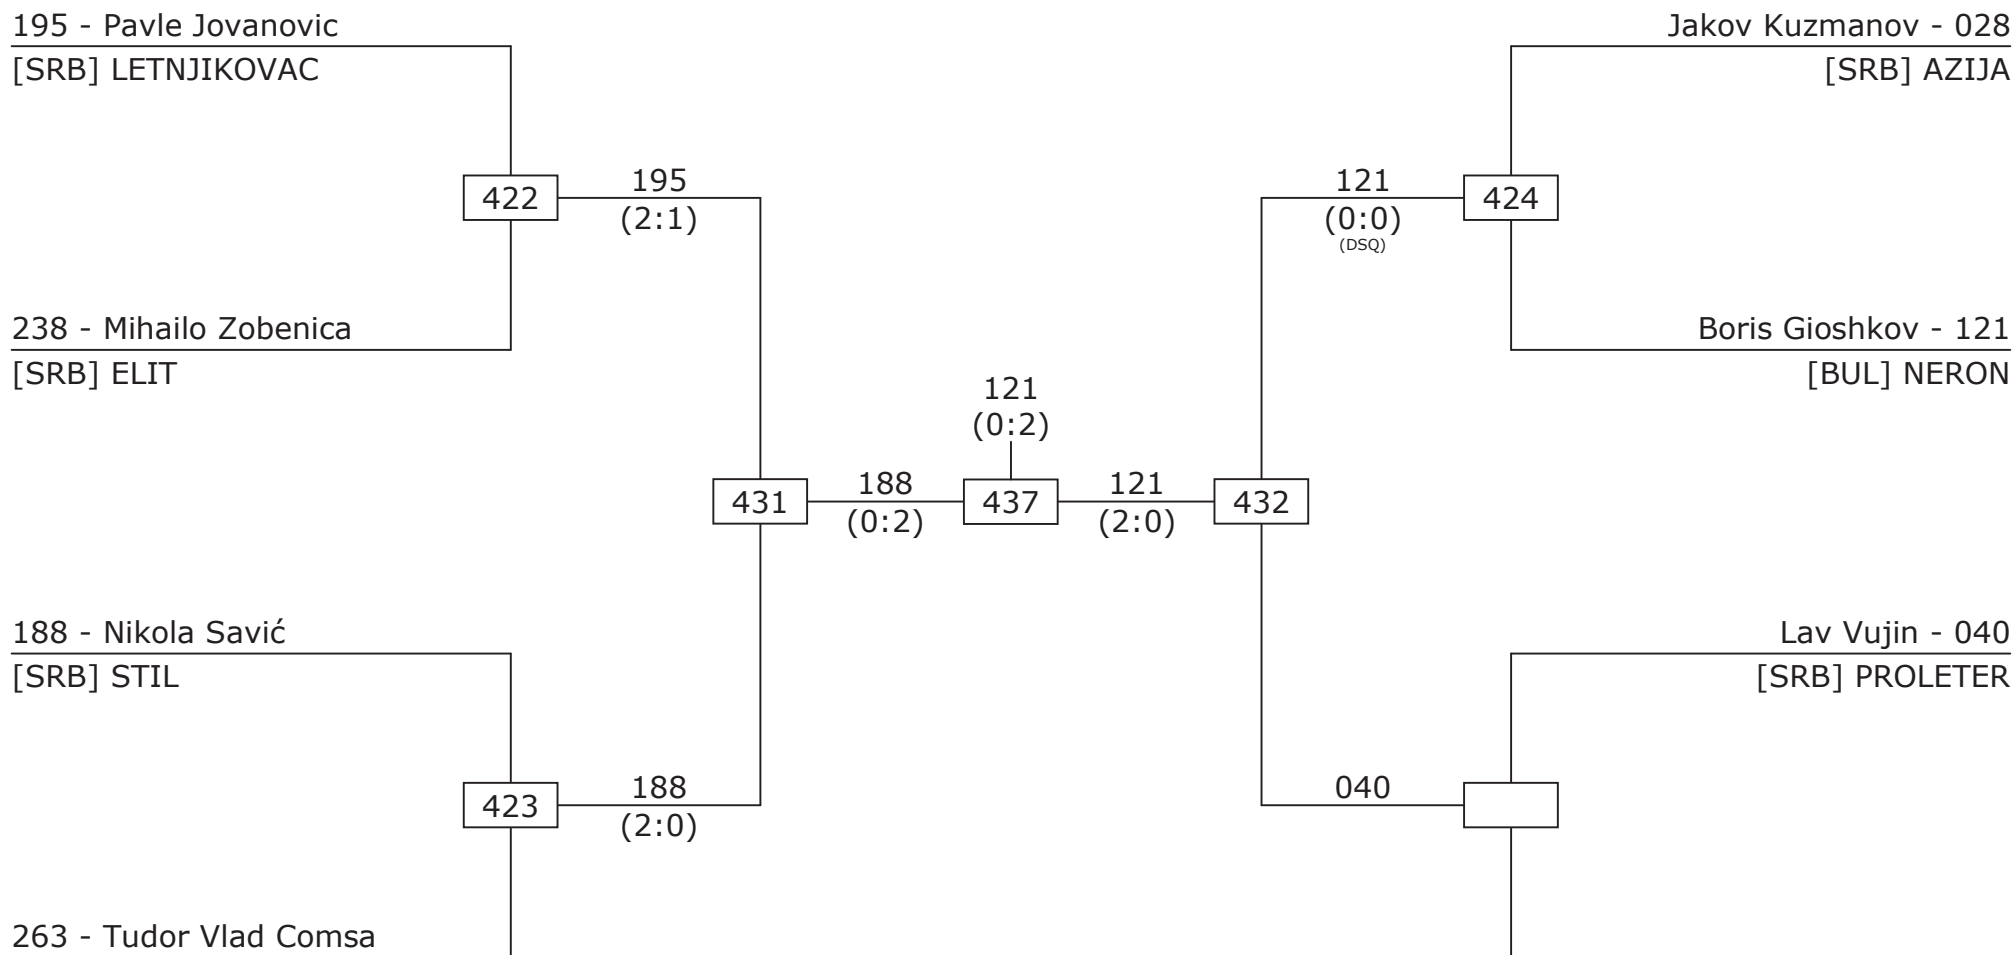 195 - Pavle Jovanovic
[SRB] LETNJIKOVAC
Jakov Kuzmanov - 028
[SRB] AZIJA
422
195
(2:1)
121
(0:0)
(DSQ)
424
238 - Mihailo Zobenica
[SRB] ELIT
Boris Gioshkov - 121
[BUL] NERON
121
(0:2)
431
188
(0:2)
437
121
(2:0)
432
188 - Nikola Savić
[SRB] STIL
Lav Vujin - 040
[SRB] PROLETER
423
188
(2:0)
040
263 - Tudor Vlad Comsa